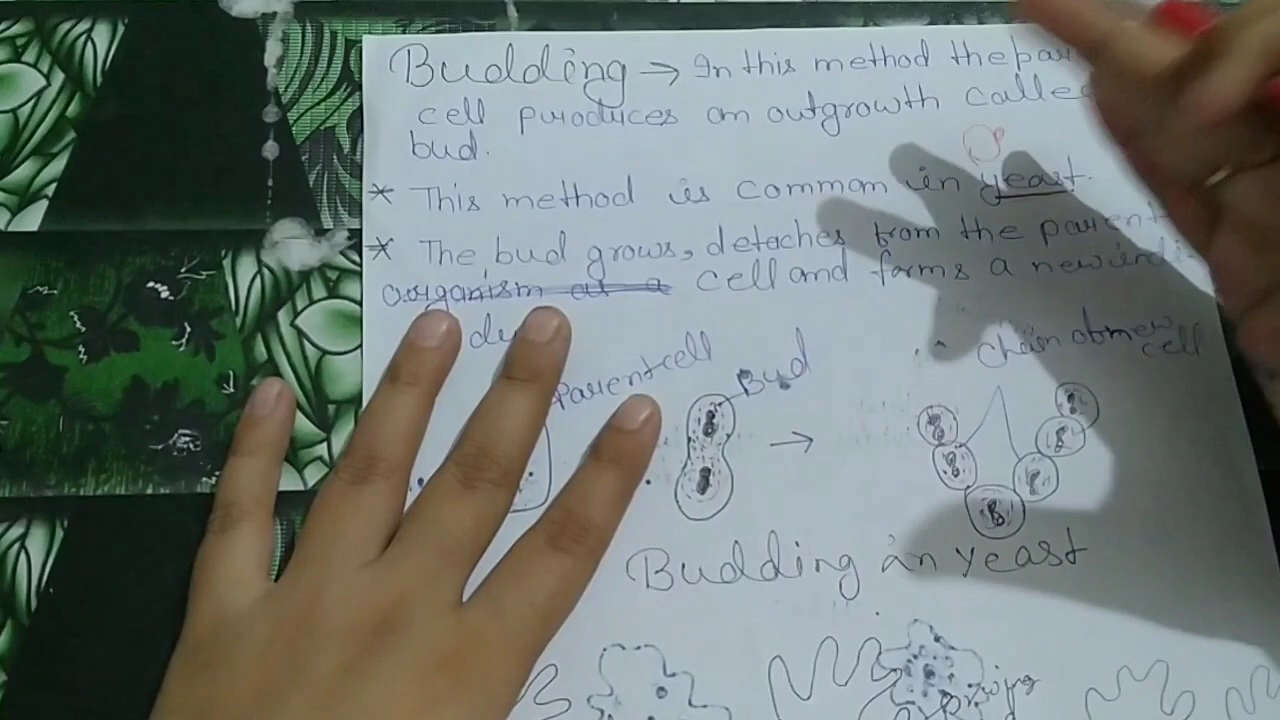 Budding → In this method the par
cell produces an outgrowth called
bud.
* This method is common in yeast.
* The bud grows, detaches from the parent
organism cell and forms a new indi
Parent cell
Bud
→
Chain of new
cell
Budding in yeast